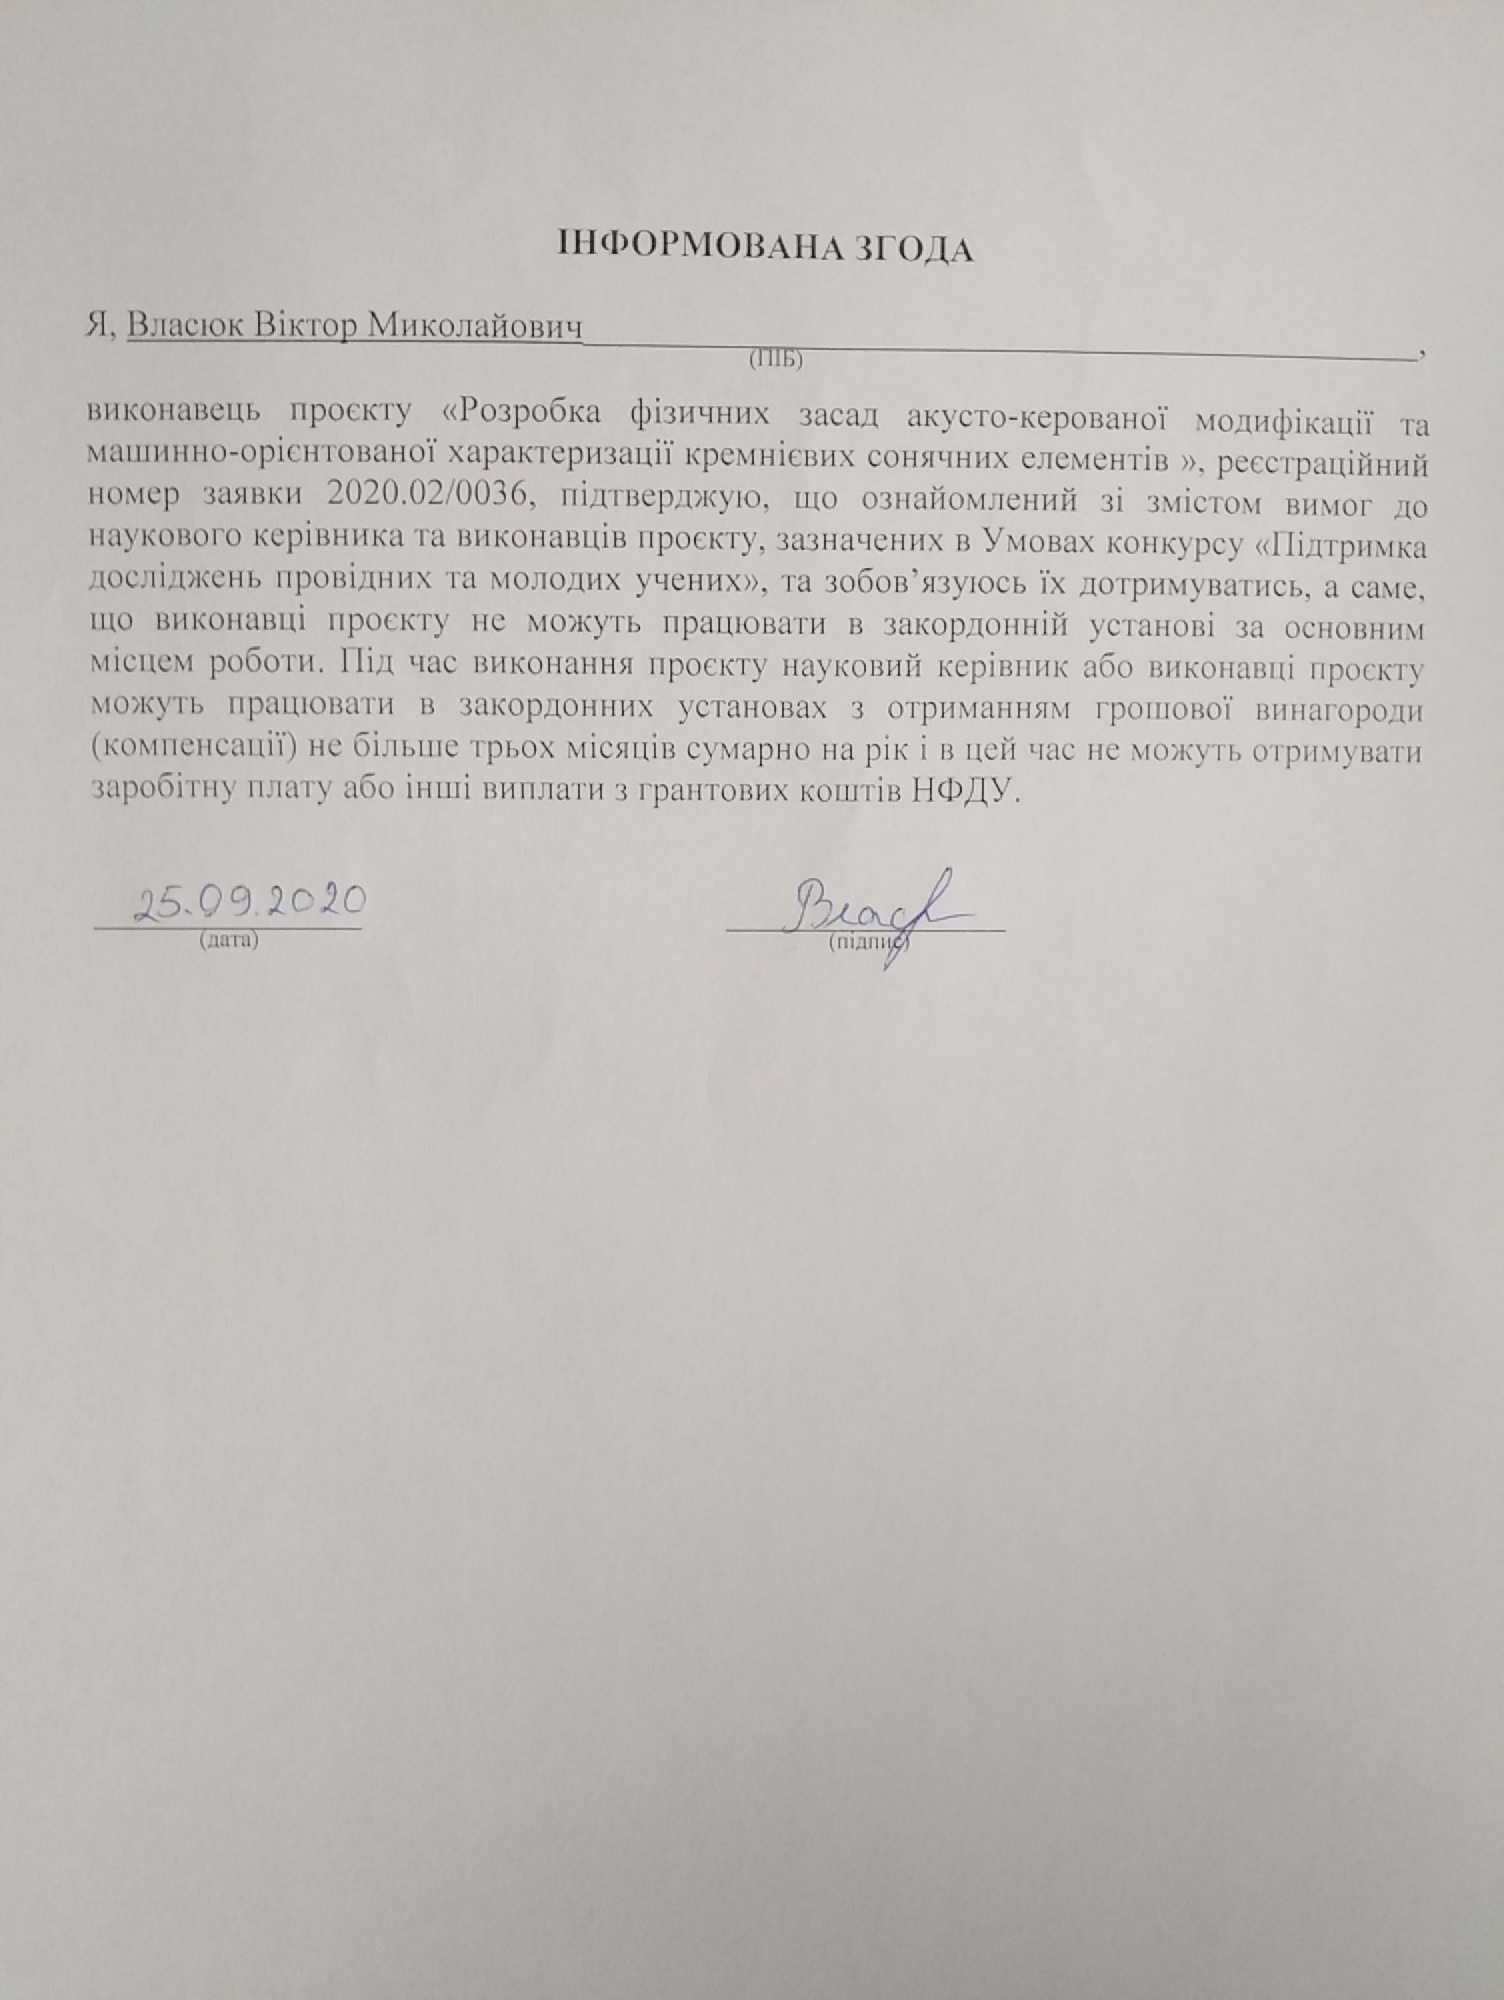 ІНФОРМОВАНА ЗГОДА
Я, Власюк Віктор Миколайович,
(ПІБ)
виконавець проєкту «Розробка фізичних засад акусто-керованої модифікації та
машинно-орієнтованої характеризації кремнієвих сонячних елементів », реєстраційний
номер заявки 2020.02/0036, підтверджую, що ознайомлений зі змістом вимог до
наукового керівника та виконавців проєкту, зазначених в Умовах конкурсу «Підтримка
досліджень провідних та молодих учених», та зобов’язуюсь їх дотримуватись, а саме,
що виконавці проєкту не можуть працювати в закордонній установі за основним
місцем роботи. Під час виконання проєкту науковий керівник або виконавці проєкту
можуть працювати в закордонних установах з отриманням грошової винагороди
(компенсації) не більше трьох місяців сумарно на рік і в цей час не можуть отримувати
заробітну плату або інші виплати з грантових коштів НФДУ.
25.09.2020
(дата)
(підпис)